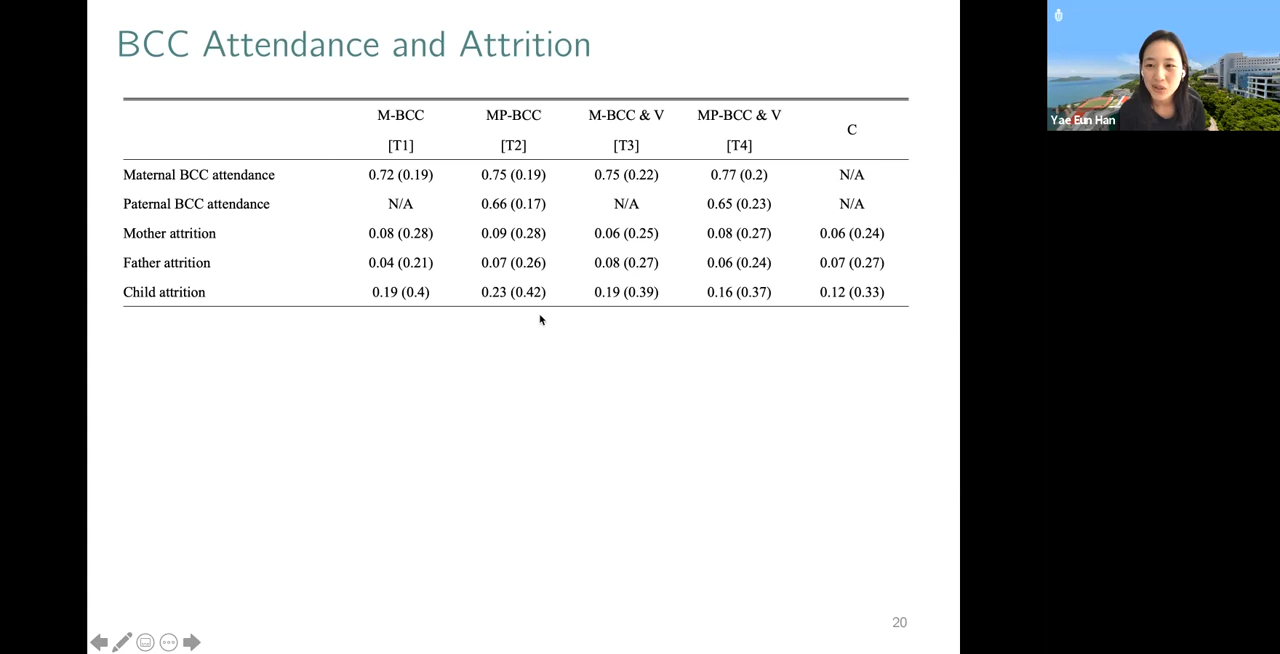 BCC Attendance and Attrition
M-BCC MP-BCC M-BCC & V MP-BCC & V C
[T1] [T2] [T3] [T4]
Maternal BCC attendance 0.72 (0.19) 0.75 (0.19) 0.75 (0.22) 0.77 (0.2) N/A
Paternal BCC attendance N/A 0.66 (0.17) N/A 0.65 (0.23) N/A
Mother attrition 0.08 (0.28) 0.09 (0.28) 0.06 (0.25) 0.08 (0.27) 0.06 (0.24)
Father attrition 0.04 (0.21) 0.07 (0.26) 0.08 (0.27) 0.06 (0.24) 0.07 (0.27)
Child attrition 0.19 (0.4) 0.23 (0.42) 0.19 (0.39) 0.16 (0.37) 0.12 (0.33)
20
Yae Eun Han